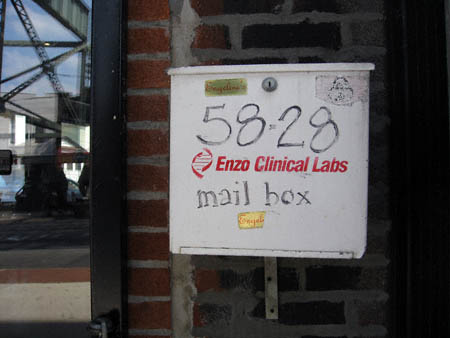 58-28
Enzo Clinical Labs
mail box